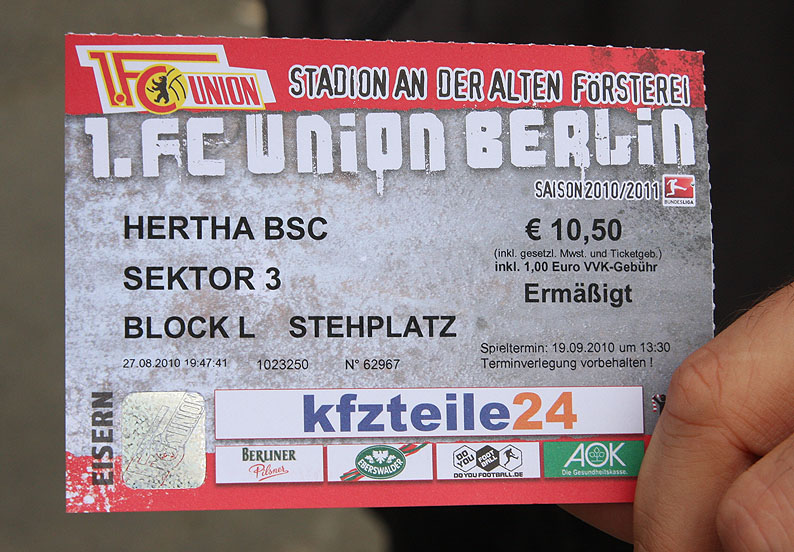 1.FC UNION
STADION AN DER ALTEN FÖRSTEREI
1.FC UNION BERLIN
SAISON 2010/2011
BUNDESLIGA
HERTHA BSC
€ 10,50
(inkl. gesetzl. Mwst. und Ticketgeb.)
inkl. 1,00 Euro VVK-Gebühr
SEKTOR 3
Ermäßigt
BLOCK L STEHPLATZ
Spieltermin: 19.09.2010 um 13:30
Terminverlegung vorbehalten !
27.08.2010 19:47:41 1023250 N° 62967
EISERN
kfzteile24
BERLINER
Pilsner
EBERSWALDER
DO YOU FOOTBALL
DOYOUFOOTBALL.DE
AOK
Die Gesundheitskasse.